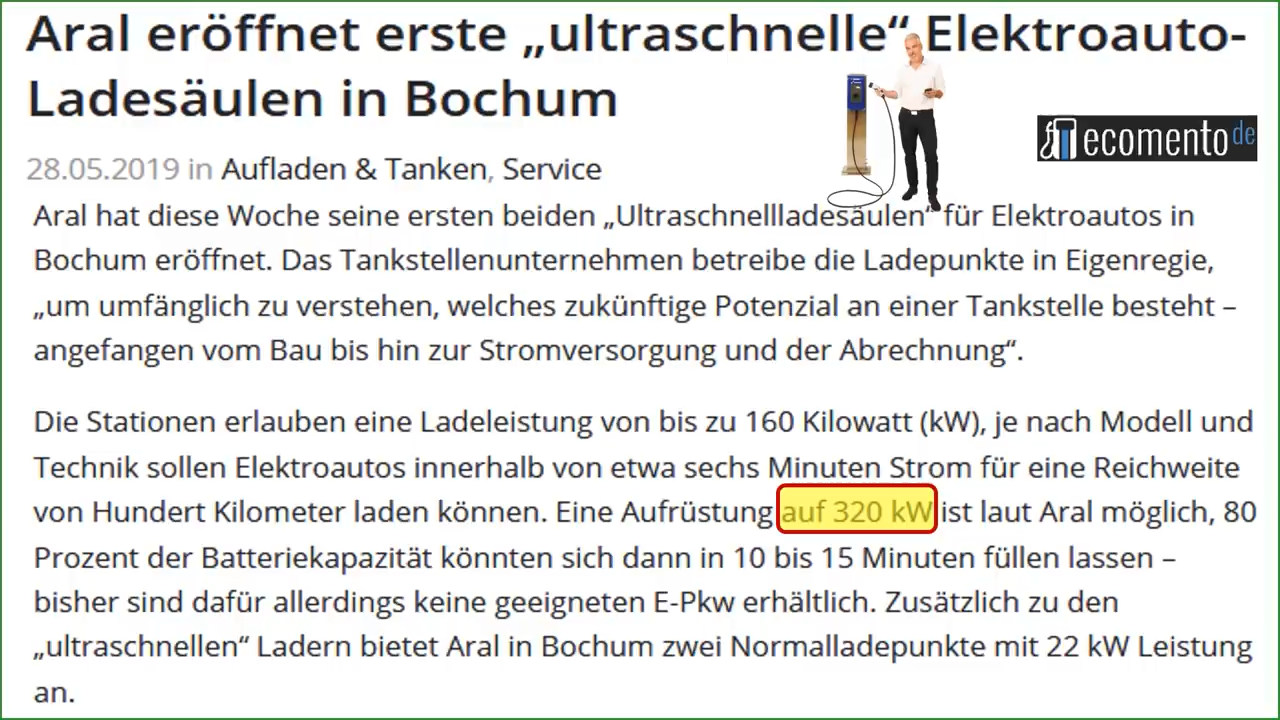 Aral eröffnet erste „ultraschnelle“ Elektroauto-
Ladesäulen in Bochum
ecomento de
28.05.2019 in Aufladen & Tanken, Service
Aral hat diese Woche seine ersten beiden „Ultraschnellladesäulen“ für Elektroautos in
Bochum eröffnet. Das Tankstellenunternehmen betreibe die Ladepunkte in Eigenregie,
„um umfänglich zu verstehen, welches zukünftige Potenzial an einer Tankstelle besteht –
angefangen vom Bau bis hin zur Stromversorgung und der Abrechnung“.
Die Stationen erlauben eine Ladeleistung von bis zu 160 Kilowatt (kW), je nach Modell und
Technik sollen Elektroautos innerhalb von etwa sechs Minuten Strom für eine Reichweite
von Hundert Kilometer laden können. Eine Aufrüstung auf 320 kW ist laut Aral möglich, 80
Prozent der Batteriekapazität könnten sich dann in 10 bis 15 Minuten füllen lassen –
bisher sind dafür allerdings keine geeigneten E-Pkw erhältlich. Zusätzlich zu den
„ultraschnellen“ Ladern bietet Aral in Bochum zwei Normalladepunkte mit 22 kW Leistung
an.